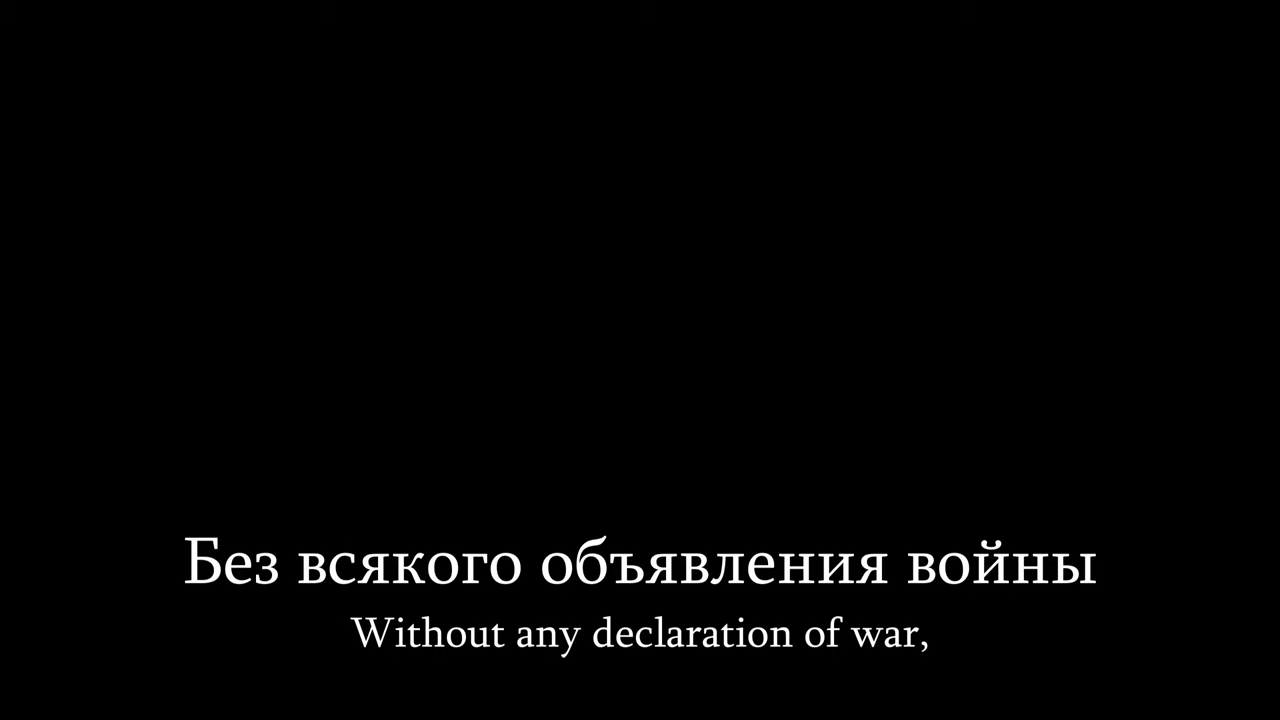 Без всякого объявления войны
Without any declaration of war,